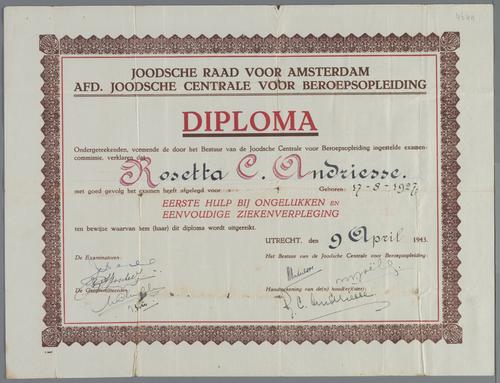 4544
JOODSCHE RAAD VOOR AMSTERDAM
AFD. JOODSCHE CENTRALE VOOR BEROEPSOPLEIDING
DIPLOMA
Ondergeteekenden, vormende de door het Bestuur van de Joodsche Centrale voor Beroepsopleiding ingestelde examen-
commissie, verklaren dat
Rosetta C. Andriesse.
met goed gevolg het examen heeft afgelegd voor Geboren: 17-8-1927,
EERSTE HULP BIJ ONGELUKKEN EN
EENVOUDIGE ZIEKENVERPLEGING
ten bewijze waarvan hem (haar) dit diploma wordt uitgereikt.
UTRECHT, den 9 April 1943.
De Examinatoren: Het Bestuur van de Joodsche Centrale voor Beroepsopleiding:
De Gecommitteerden: Handteekening van de(n) houd(st)er:
R. C. Andriesse